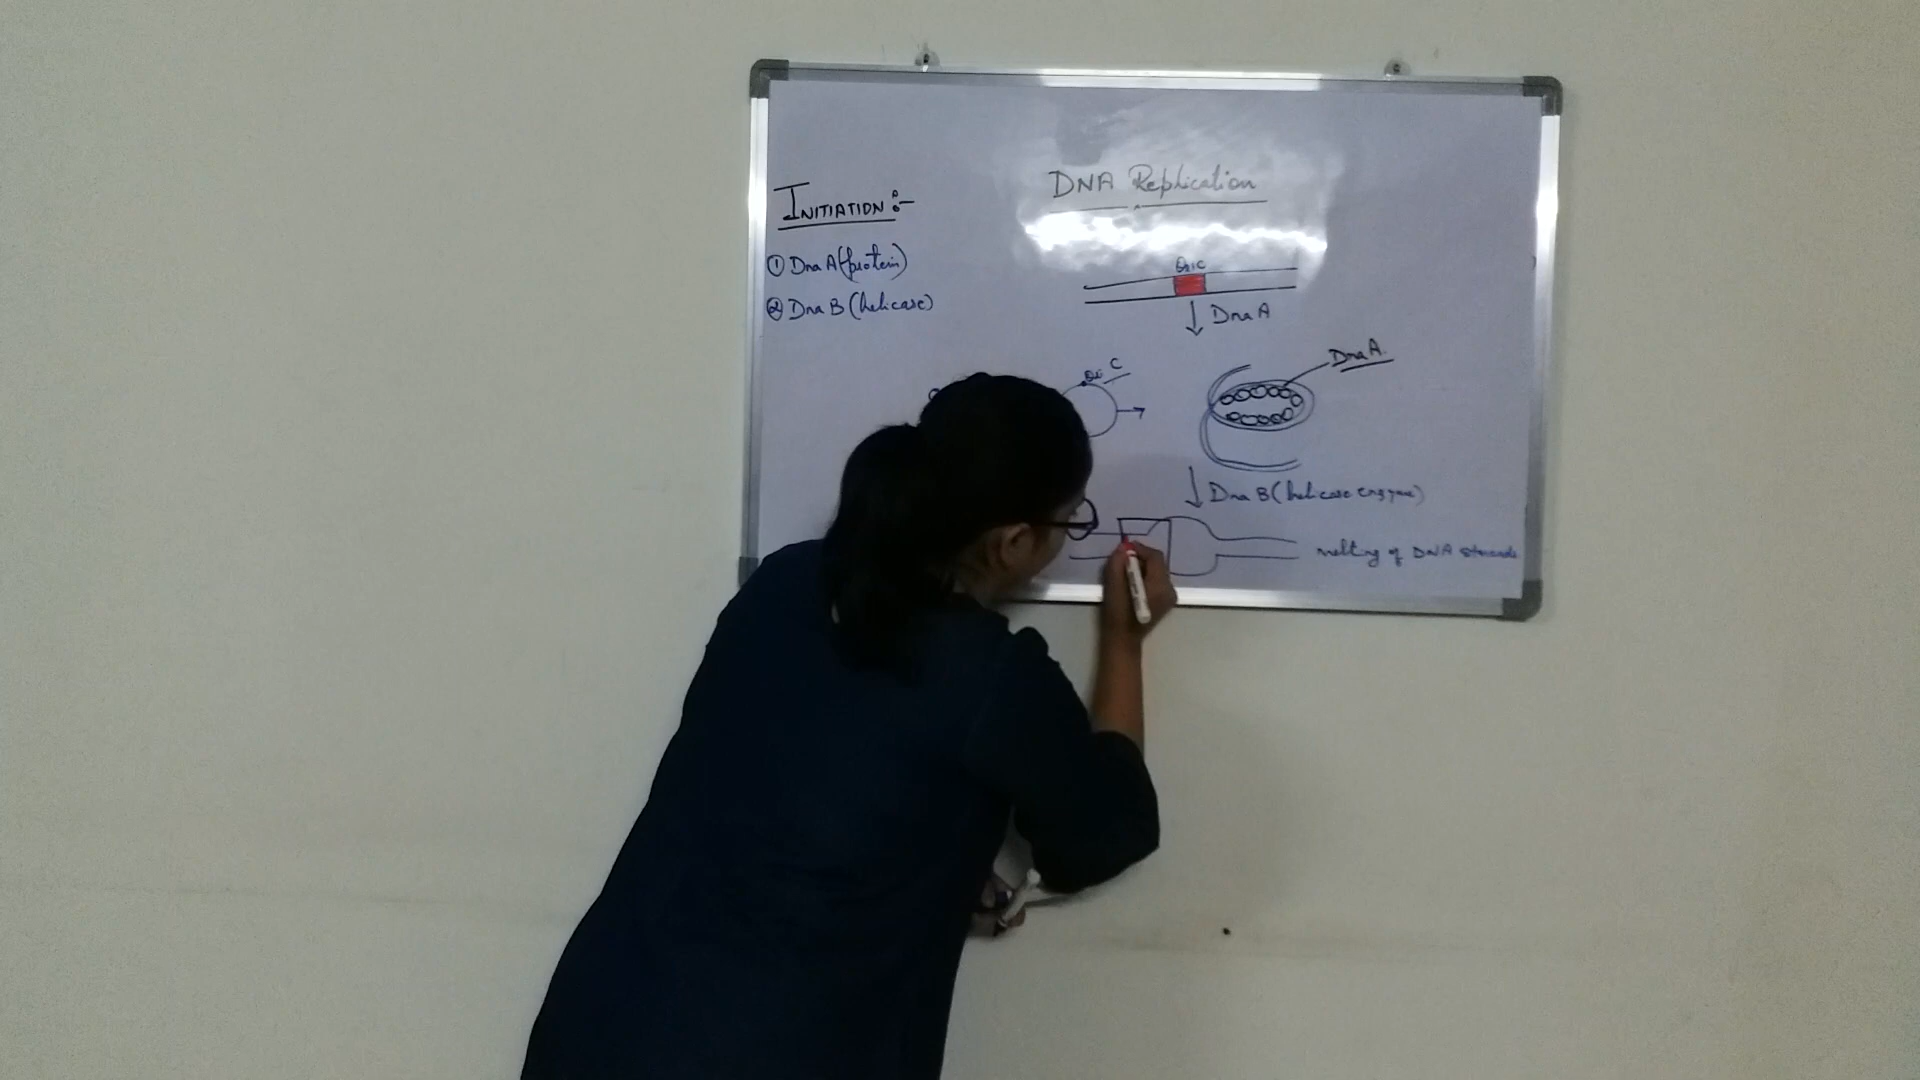 DNA Replication
INITIATION :-
① Dna A (protein)
② Dna B (helicase)
OriC
Dna A
Dna A.
Ori C
Dna B (helicase enzyme)
melting of DNA strands